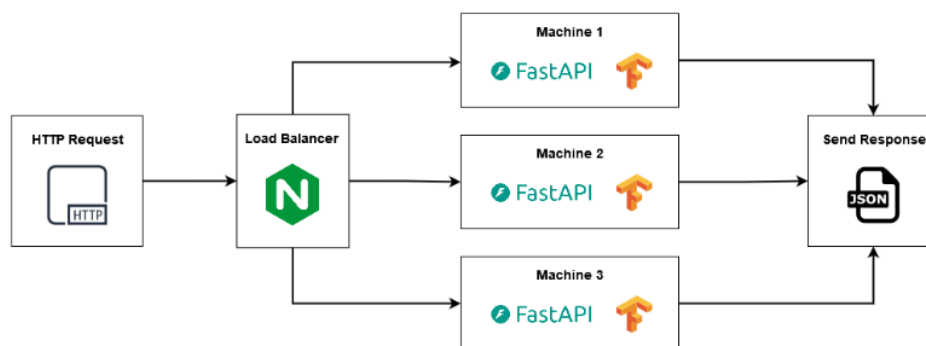 HTTP Request
HTTP
Load Balancer
N
Machine 1
FastAPI
Machine 2
FastAPI
Machine 3
FastAPI
Send Response
JSON